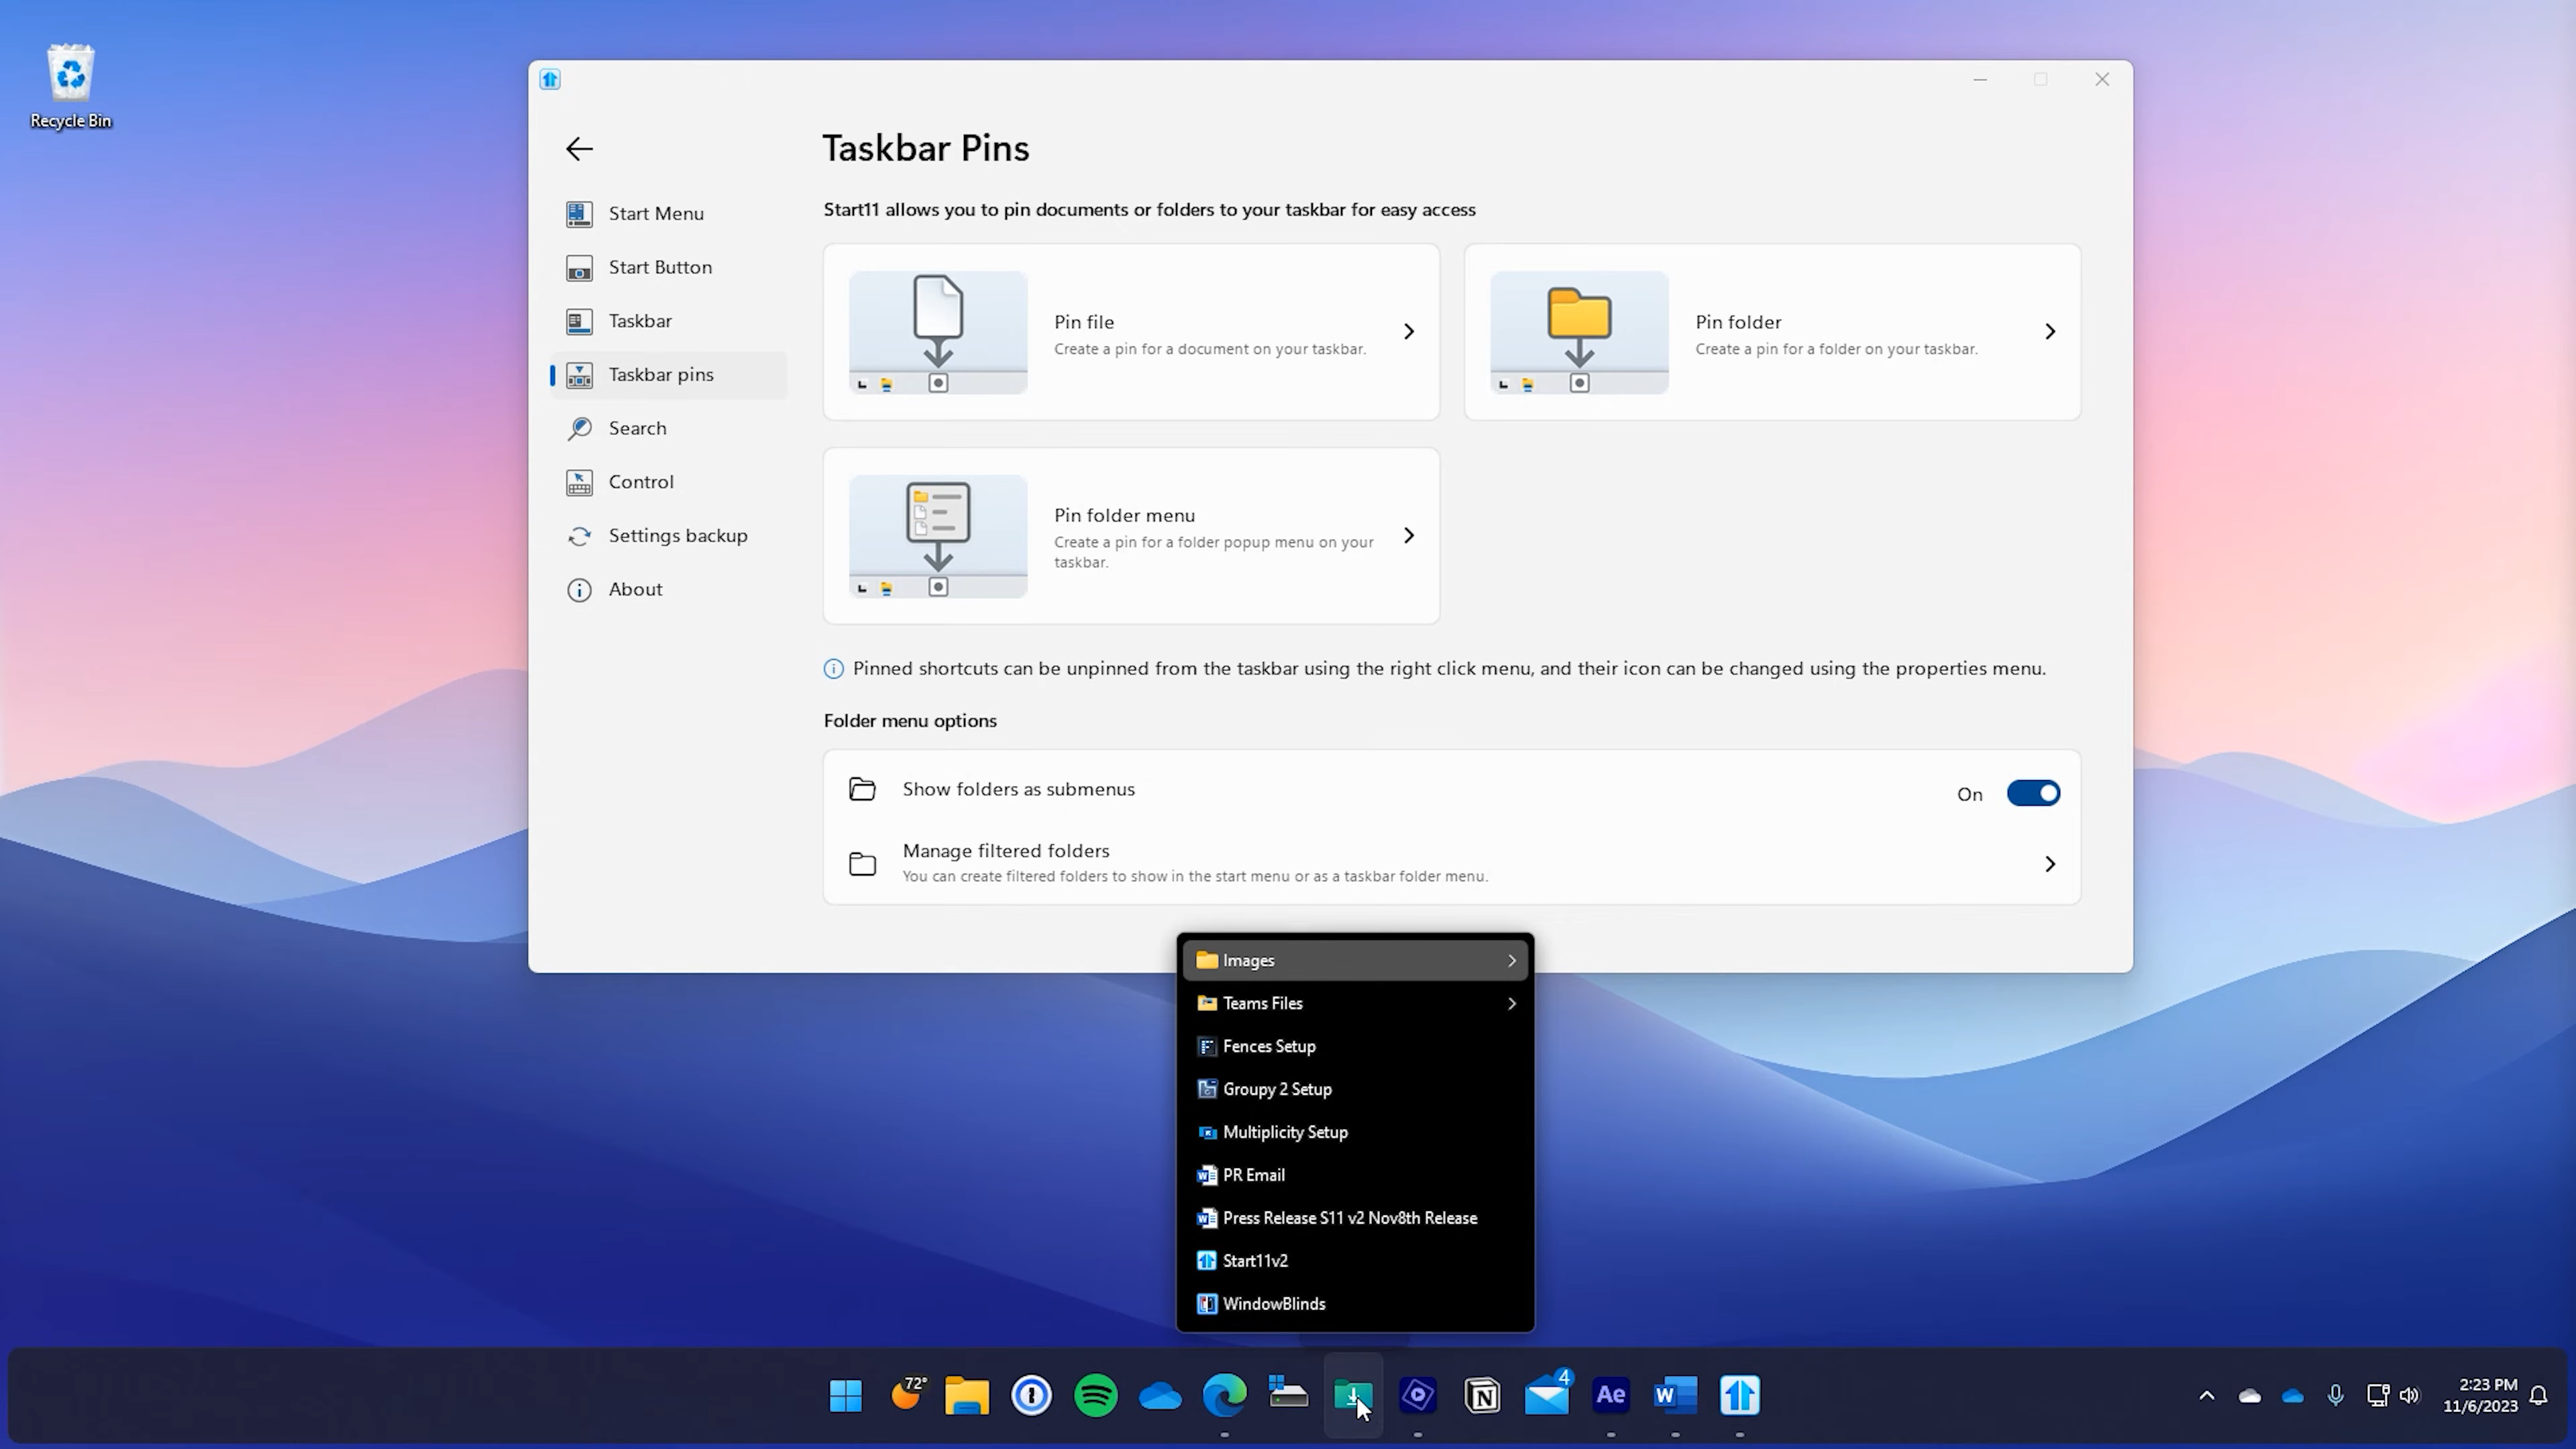 Recycle Bin
Taskbar Pins
Start11 allows you to pin documents or folders to your taskbar for easy access
Start Menu
Start Button
Taskbar
Taskbar pins
Search
Control
Settings backup
About
Pin file
Create a pin for a document on your taskbar.
Pin folder
Create a pin for a folder on your taskbar.
Pin folder menu
Create a pin for a folder popup menu on your
taskbar.
Pinned shortcuts can be unpinned from the taskbar using the right click menu, and their icon can be changed using the properties menu.
Folder menu options
Show folders as submenus
On
Manage filtered folders
You can create filtered folders to show in the start menu or as a taskbar folder menu.
Images
Teams Files
Fences Setup
Groupy 2 Setup
Multiplicity Setup
PR Email
Press Release S11 v2 Nov8th Release
Start11v2
WindowBlinds
72°
4
Ae
W
2:23 PM
11/6/2023